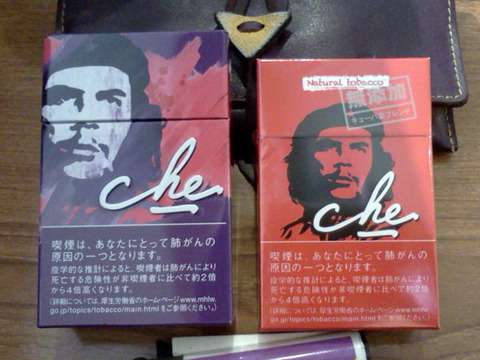 che
喫煙は、あなたにとって肺がんの
原因の一つとなります。
疫学的な推計によると、喫煙者は肺がんにより
死亡する危険性が非喫煙者に比べて約2倍
から4倍高くなります。
(詳細については、厚生労働省のホーム・ページwww.mhlw.
go.jp/topics/tobacco/main.htmlをご参照ください。)
Natural tobacco
無添加
キューバ葉ブレンド
che
喫煙は、あなたにとって肺がんの
原因の一つとなります。
疫学的な推計によると、喫煙者は肺がんにより
死亡する危険性が非喫煙者に比べて約2倍
から4倍高くなります。
(詳細については、厚生労働省のホーム・ページwww.mhlw.
go.jp/topics/tobacco/main.htmlをご参照ください。)